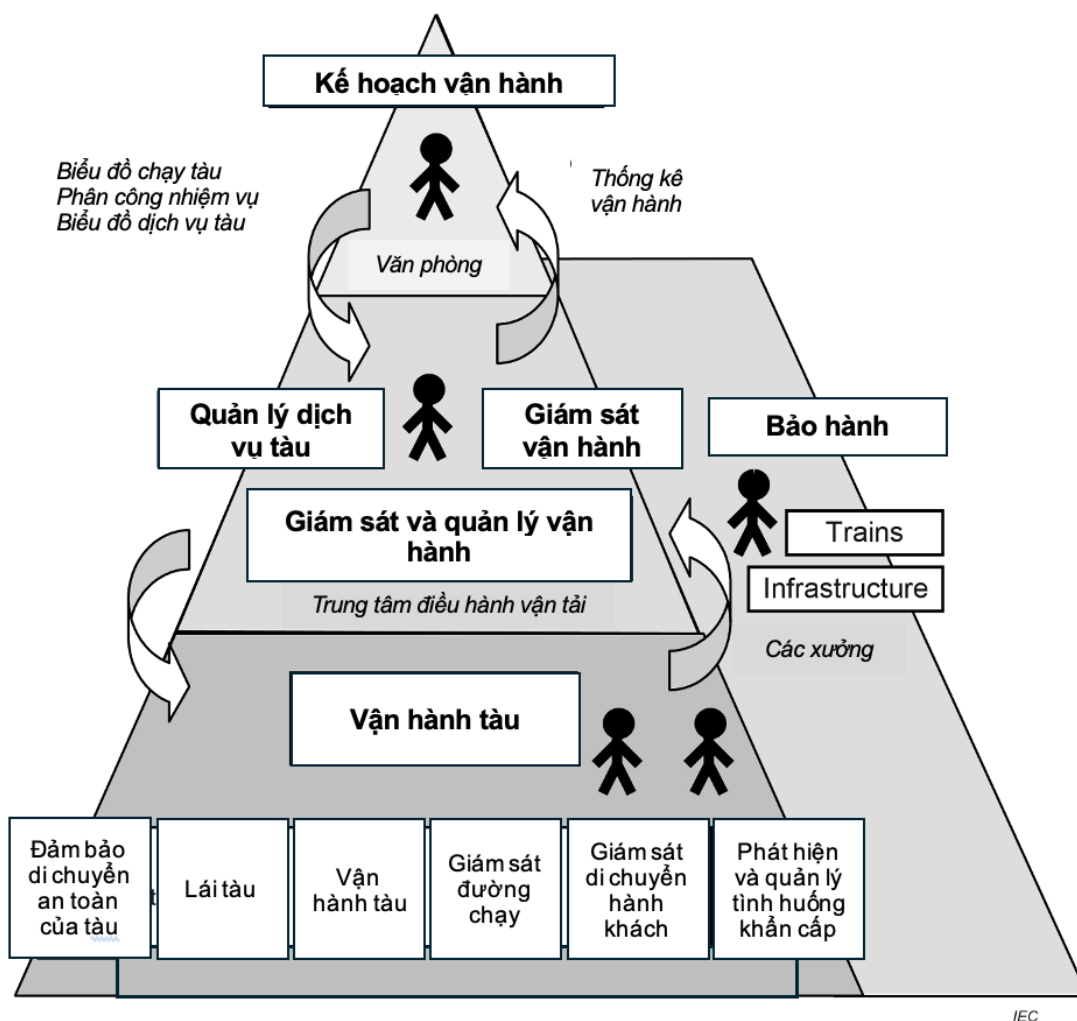 Kế hoạch vận hành
Biểu đồ chạy tàu
Phân công nhiệm vụ
Biểu đồ dịch vụ tàu
Thống kê
vận hành
Văn phòng
Quản lý dịch
vụ tàu
Giám sát
vận hành
Bảo hành
Giám sát và quản lý vận
hành
Trains
Infrastructure
Trung tâm điều hành vận tải
Các xưởng
Vận hành tàu
Đảm bảo
di chuyển
an toàn
của tàu
t
Lái tàu
Vận
hành tàu
Giám sát
đường
chạy
Giám sát
di chuyển
hành
khách
Phát hiện
và quản lý
tình huống
khẩn cấp
IEC